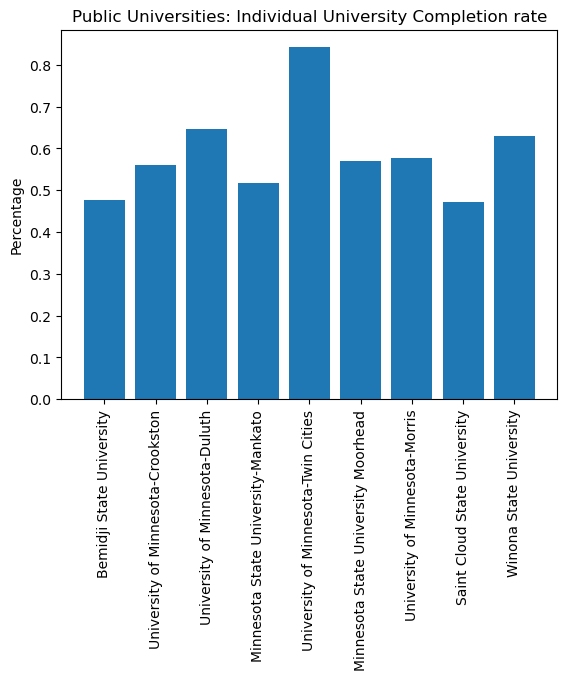 Public Universities: Individual University Completion rate
Percentage
0.8
0.7
0.6
0.5
0.4
0.3
0.2
0.1
0.0
Bemidji State University
University of Minnesota-Crookston
University of Minnesota-Duluth
Minnesota State University-Mankato
University of Minnesota-Twin Cities
Minnesota State University Moorhead
University of Minnesota-Morris
Saint Cloud State University
Winona State University